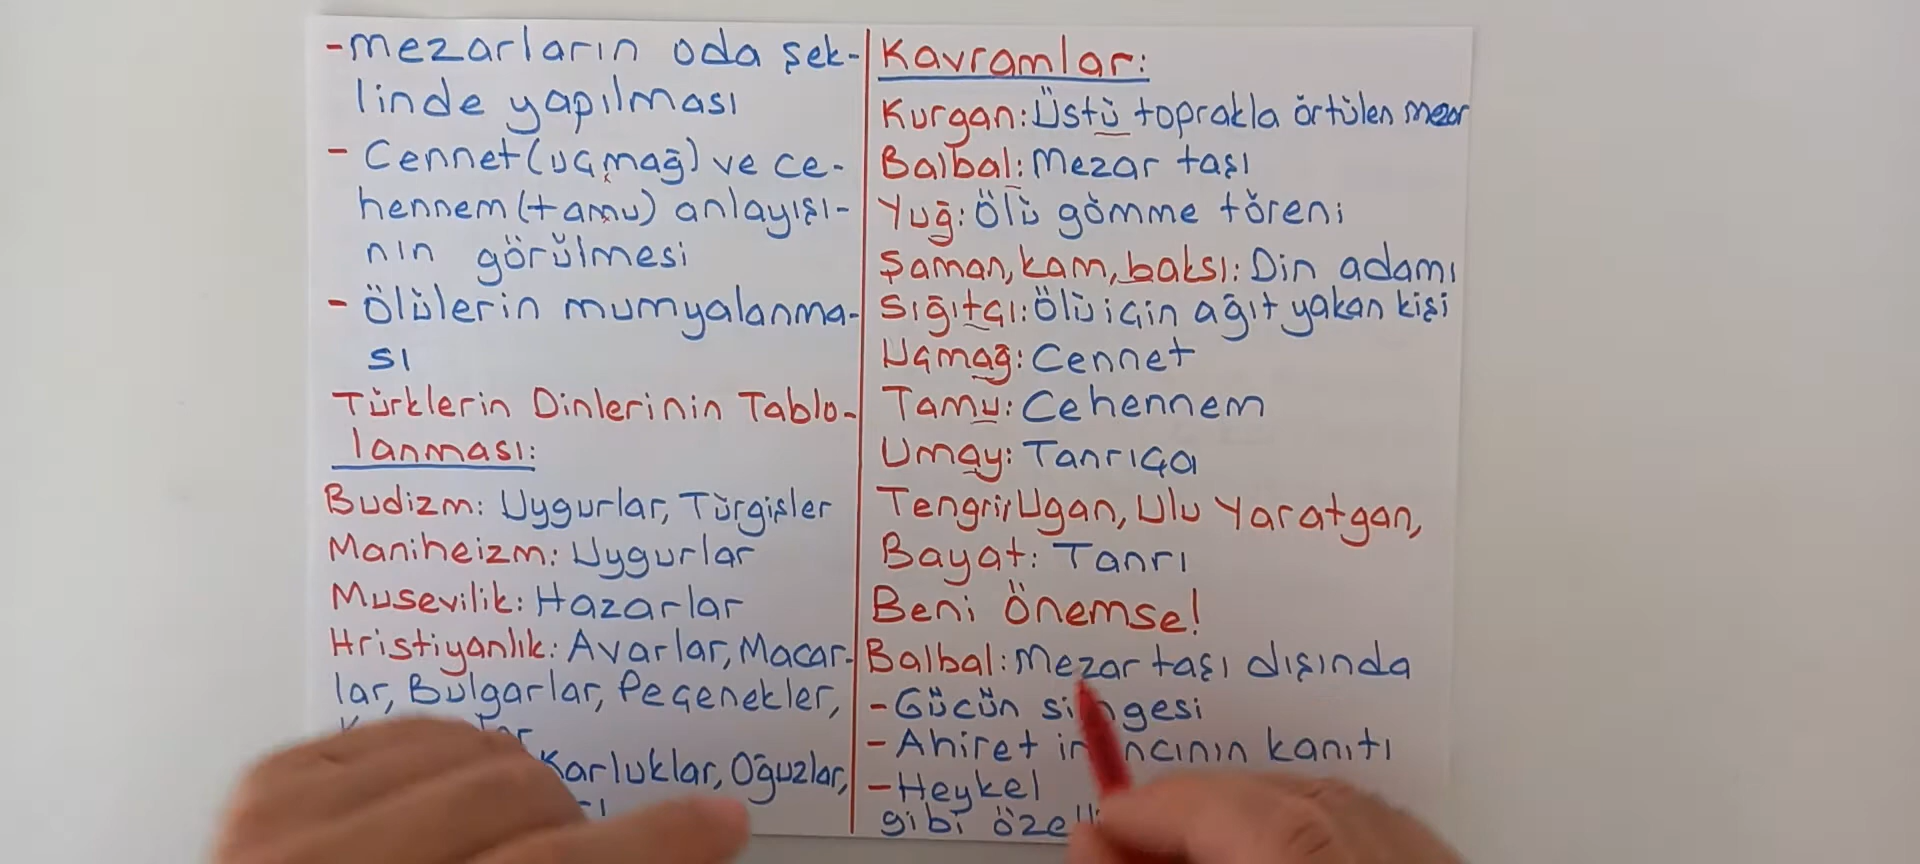 -mezarların oda şek-
linde yapılması
- Cennet(uçmağ) ve ce-
hennem(tamu) anlayışı-
nın görülmesi
- Ölülerin mumyalanma-
sı
Türklerin Dinlerinin Tablo-
lanması:
Budizm: Uygurlar, Türgişler
Maniheizm: Uygurlar
Musevilik: Hazarlar
Hristiyanlık: Avarlar, Macar-
lar, Bulgarlar, Peçenekler,
Karluklar, Oğuzlar,
Kavramlar:
Kurgan: Üstü toprakla örtülen mezar
Balbal: Mezar taşı
Yuğ: Ölü gömme töreni
Şaman, kam, baksı: Din adamı
Sığıtçı: Ölü için ağıt yakan kişi
Uçmağ: Cennet
Tamu: Cehennem
Umay: Tanrıça
Tengri, Ugan, Ulu Yaratgan,
Bayat: Tanrı
Beni Önemse!
Balbal: Mezar taşı dışında
- Gücün simgesi
- Ahiret inancının kanıtı
- Heykel
gibi